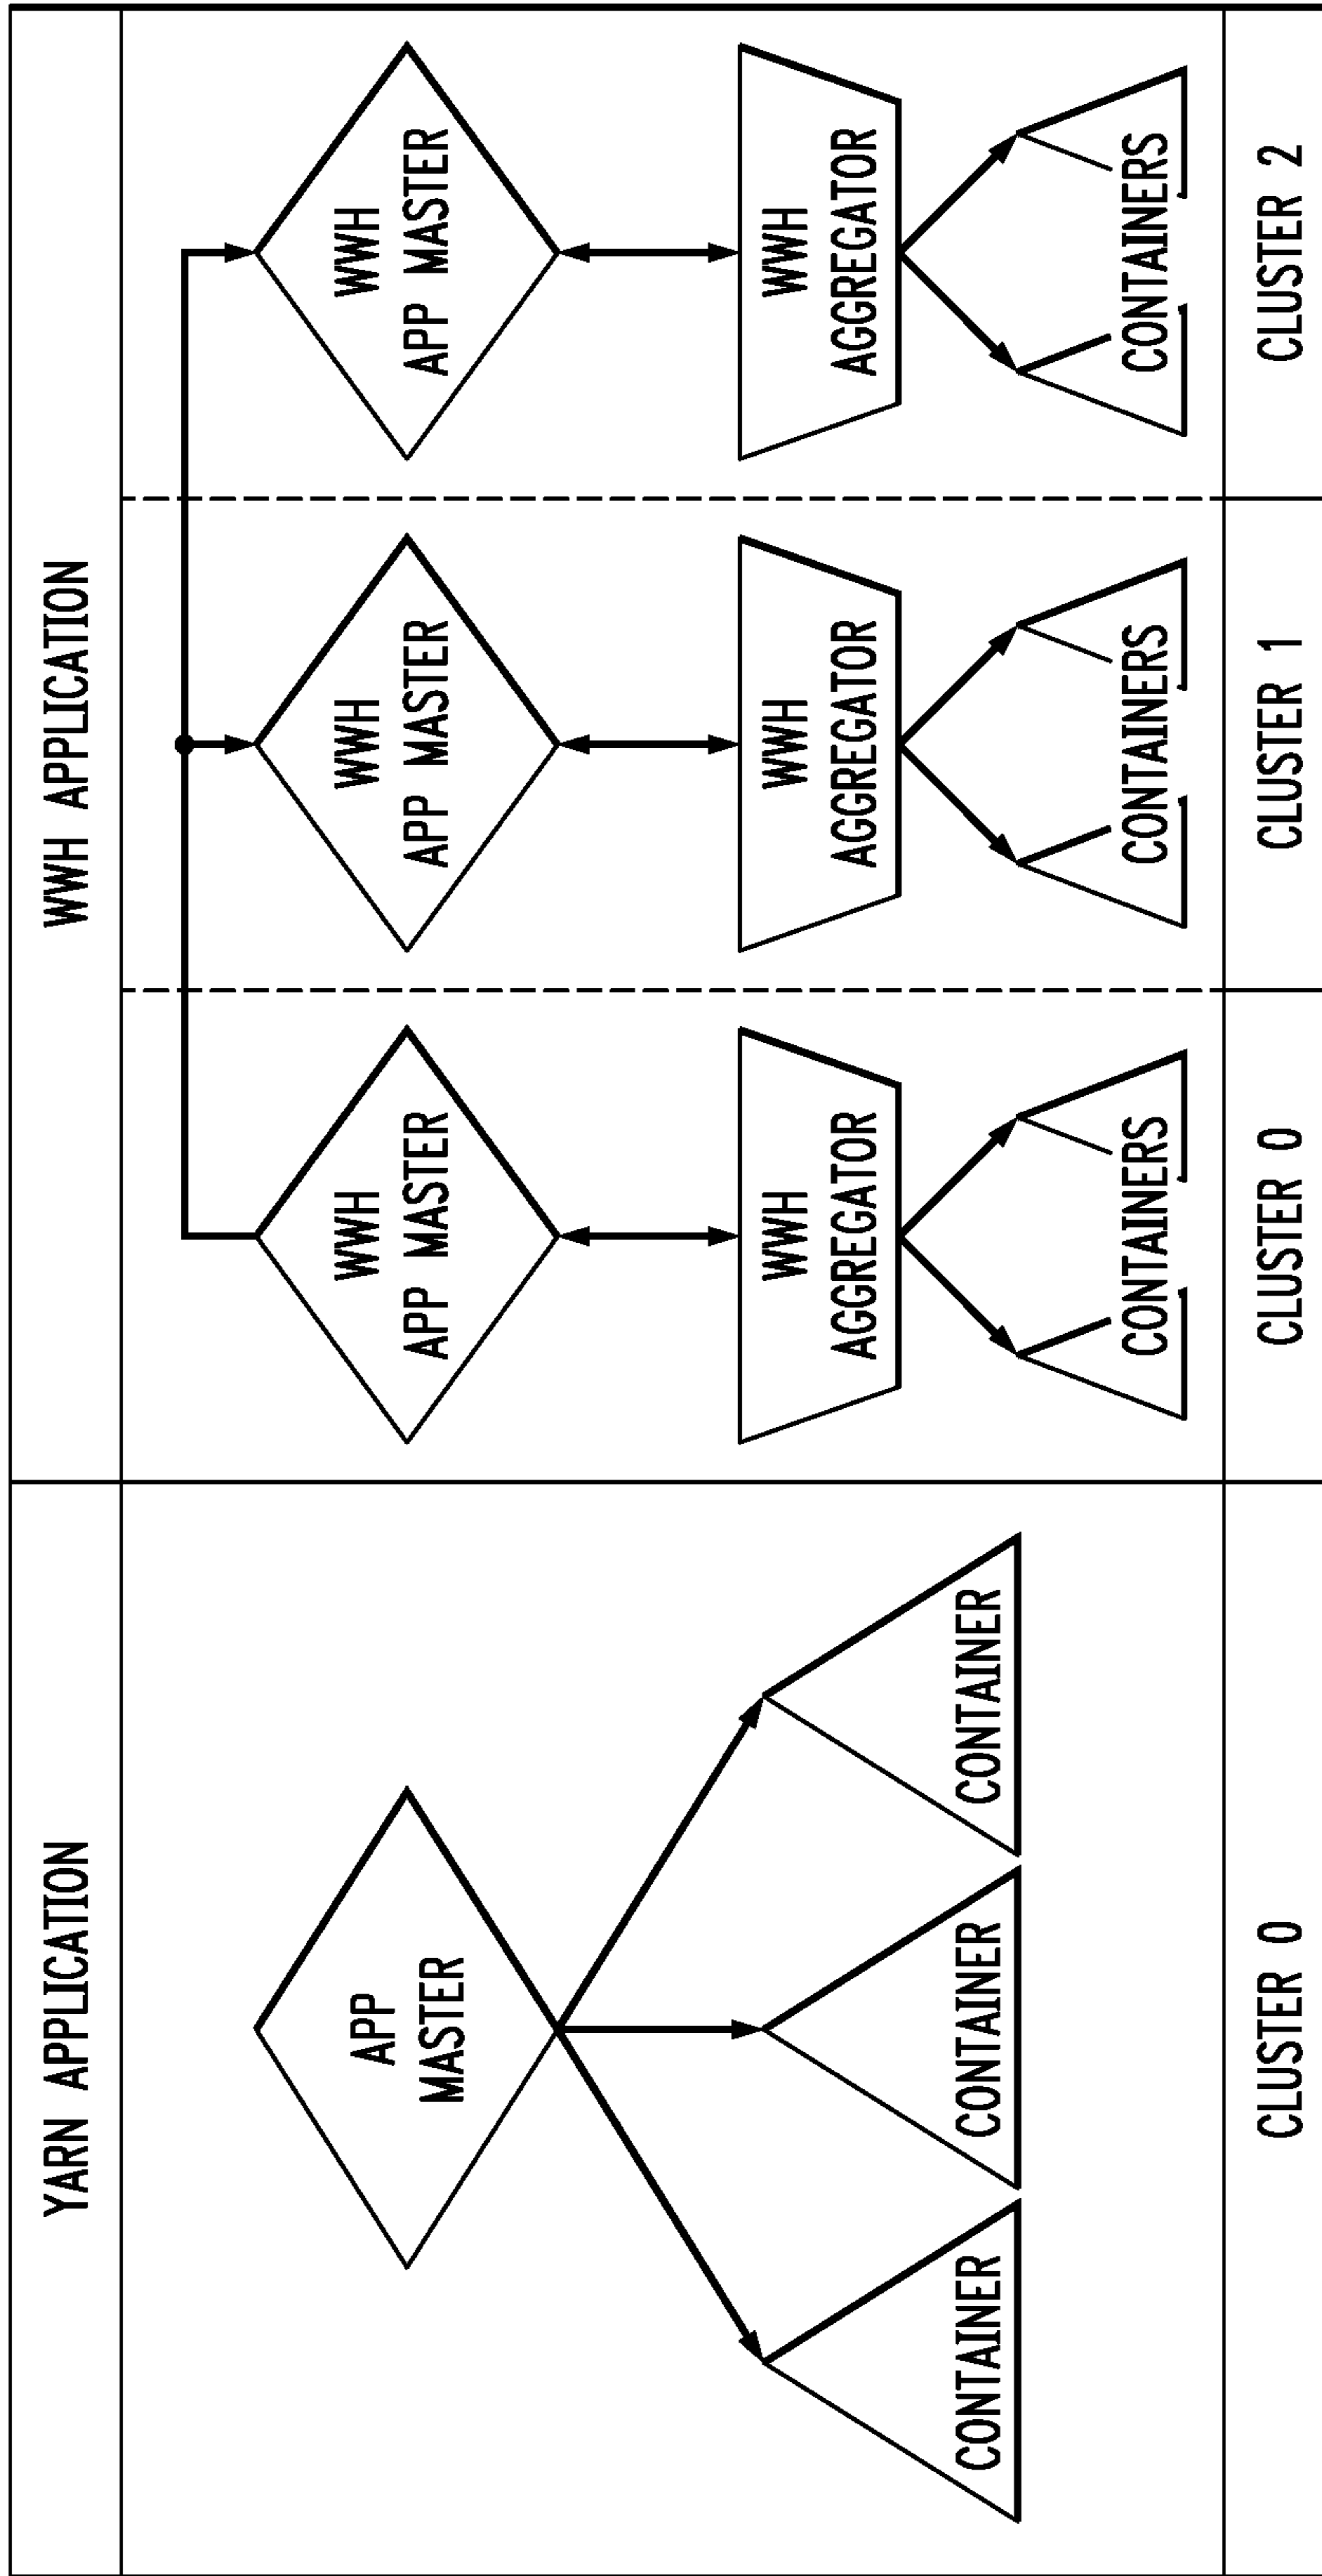 YARN APPLICATION
WWH APPLICATION
APP
MASTER
CONTAINER
CONTAINER
CONTAINER
WWH
APP MASTER
WWH
APP MASTER
WWH
APP MASTER
WWH
AGGREGATOR
WWH
AGGREGATOR
WWH
AGGREGATOR
CONTAINERS
CONTAINERS
CONTAINERS
CLUSTER 0
CLUSTER 0
CLUSTER 1
CLUSTER 2